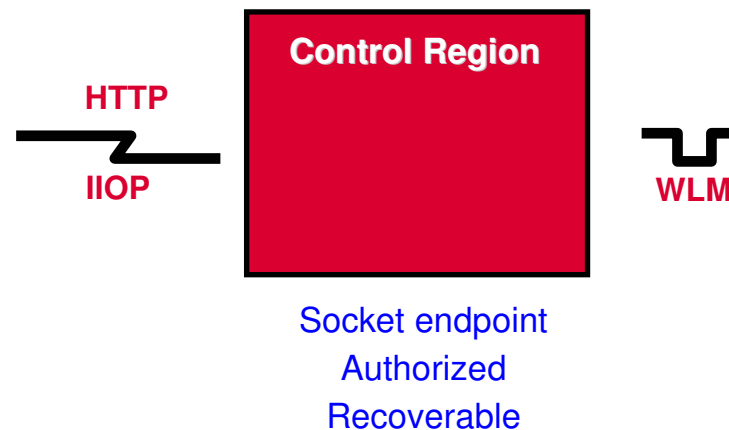 Control Region
HTTP
IIOP
WLM
Socket endpoint
Authorized
Recoverable